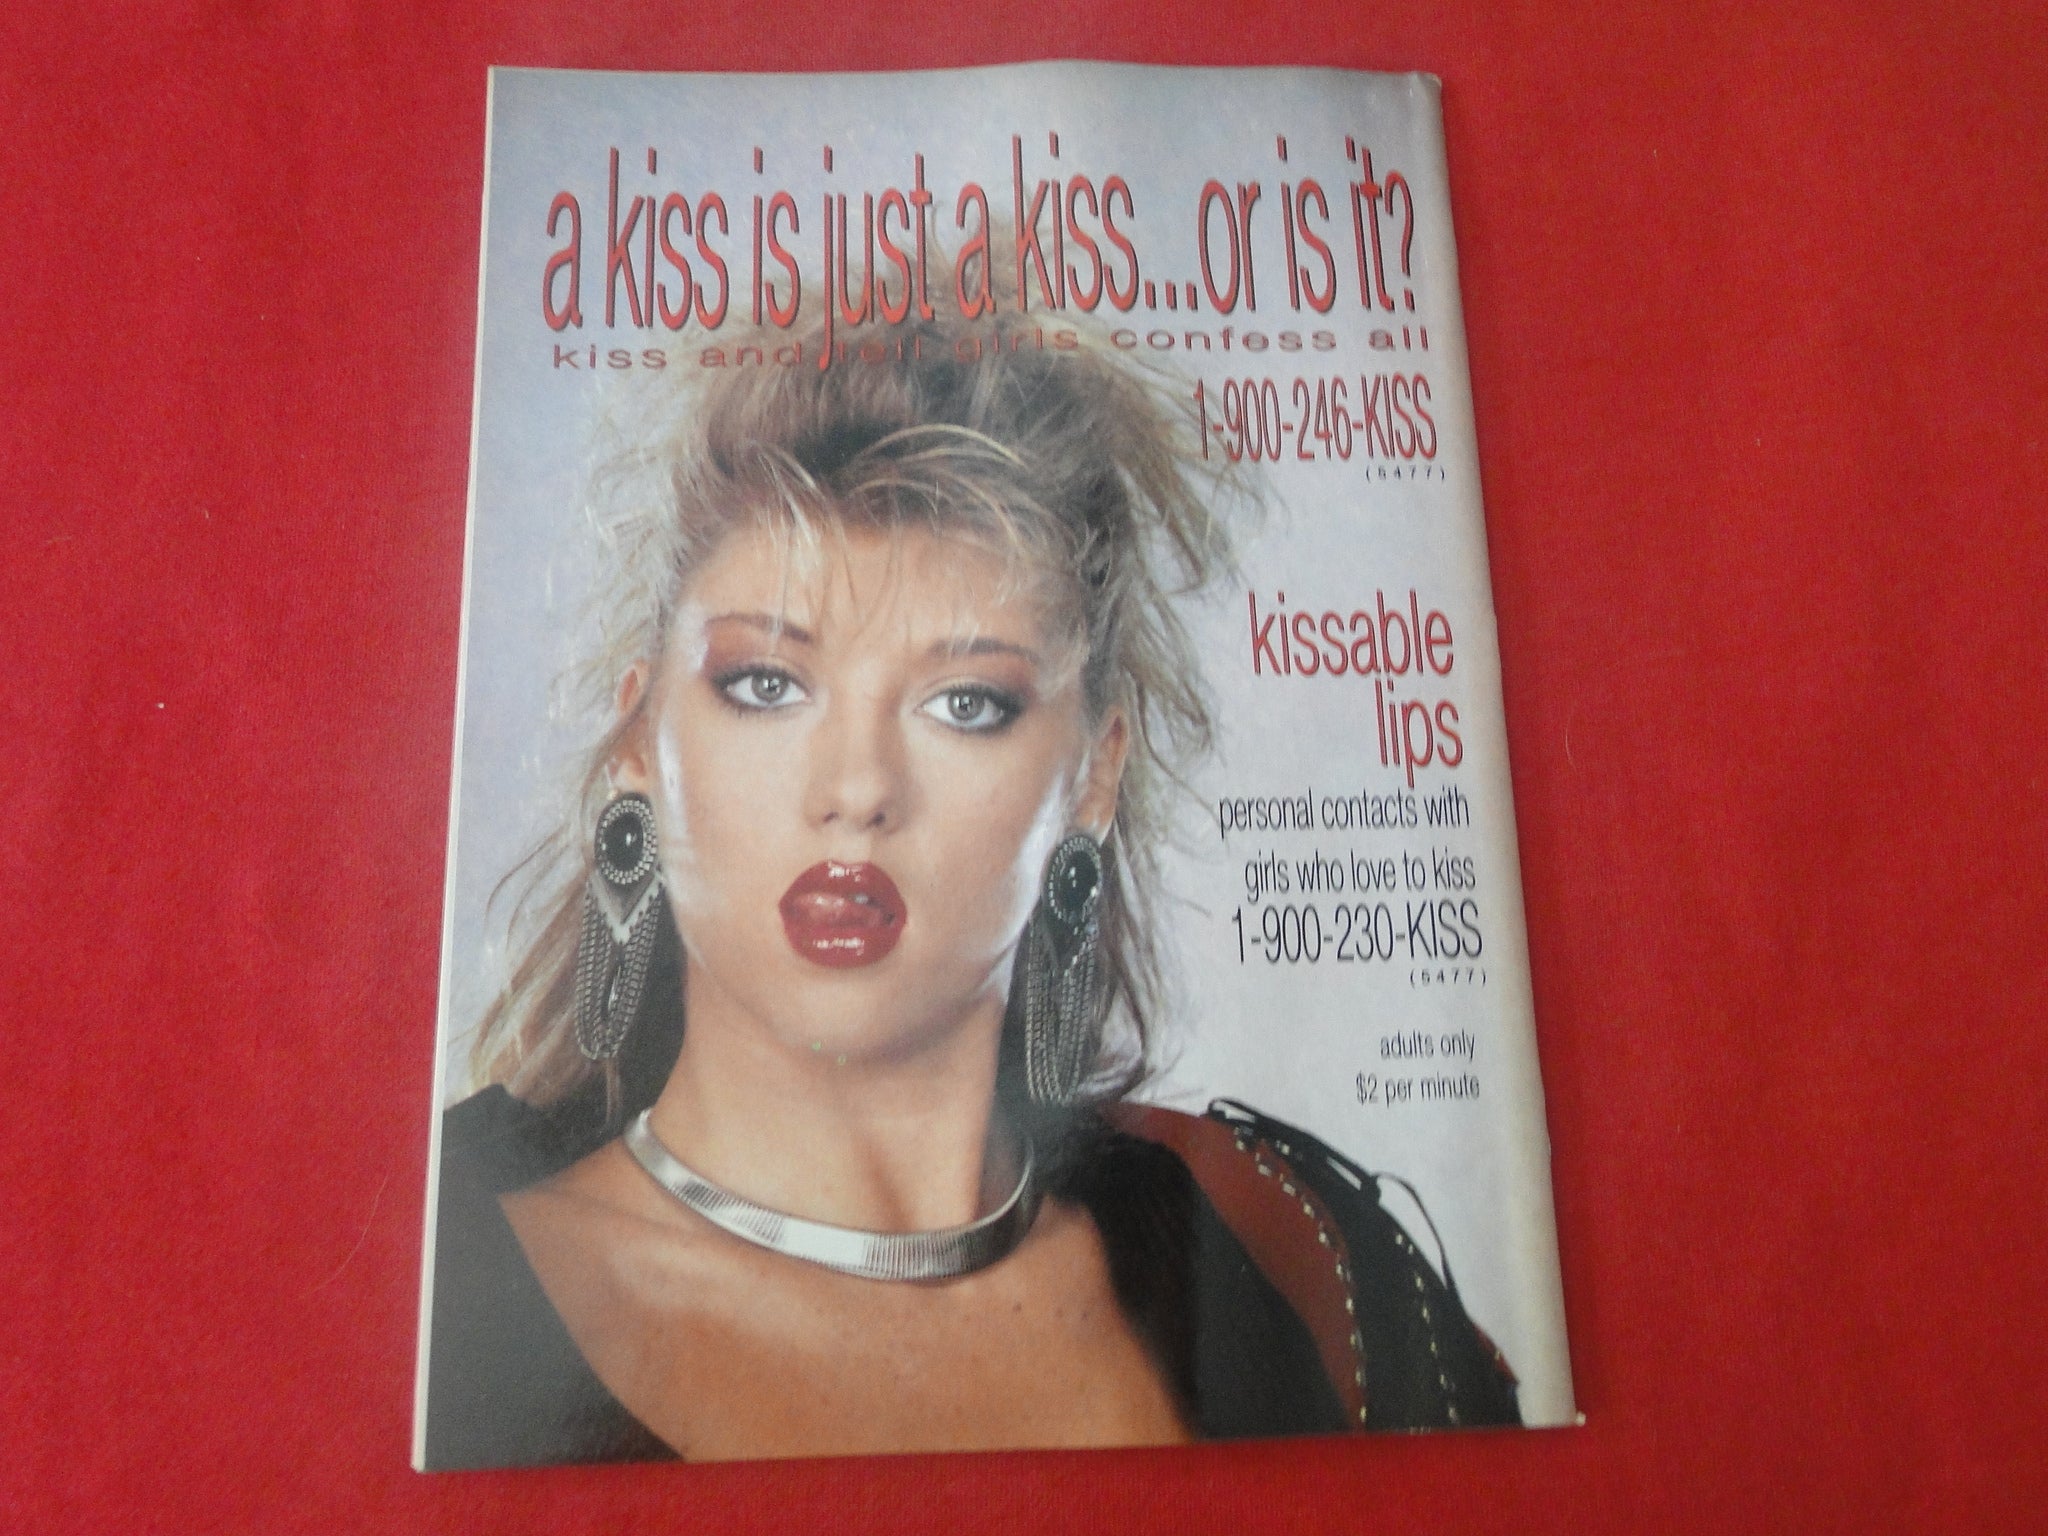 a kiss is just a kiss...or is it?
kiss and tell girls confess all
1-900-246-KISS
(5477)
kissable
lips
personal contacts with
girls who love to kiss
1-900-230-KISS
(5477)
adults only
$2 per minute